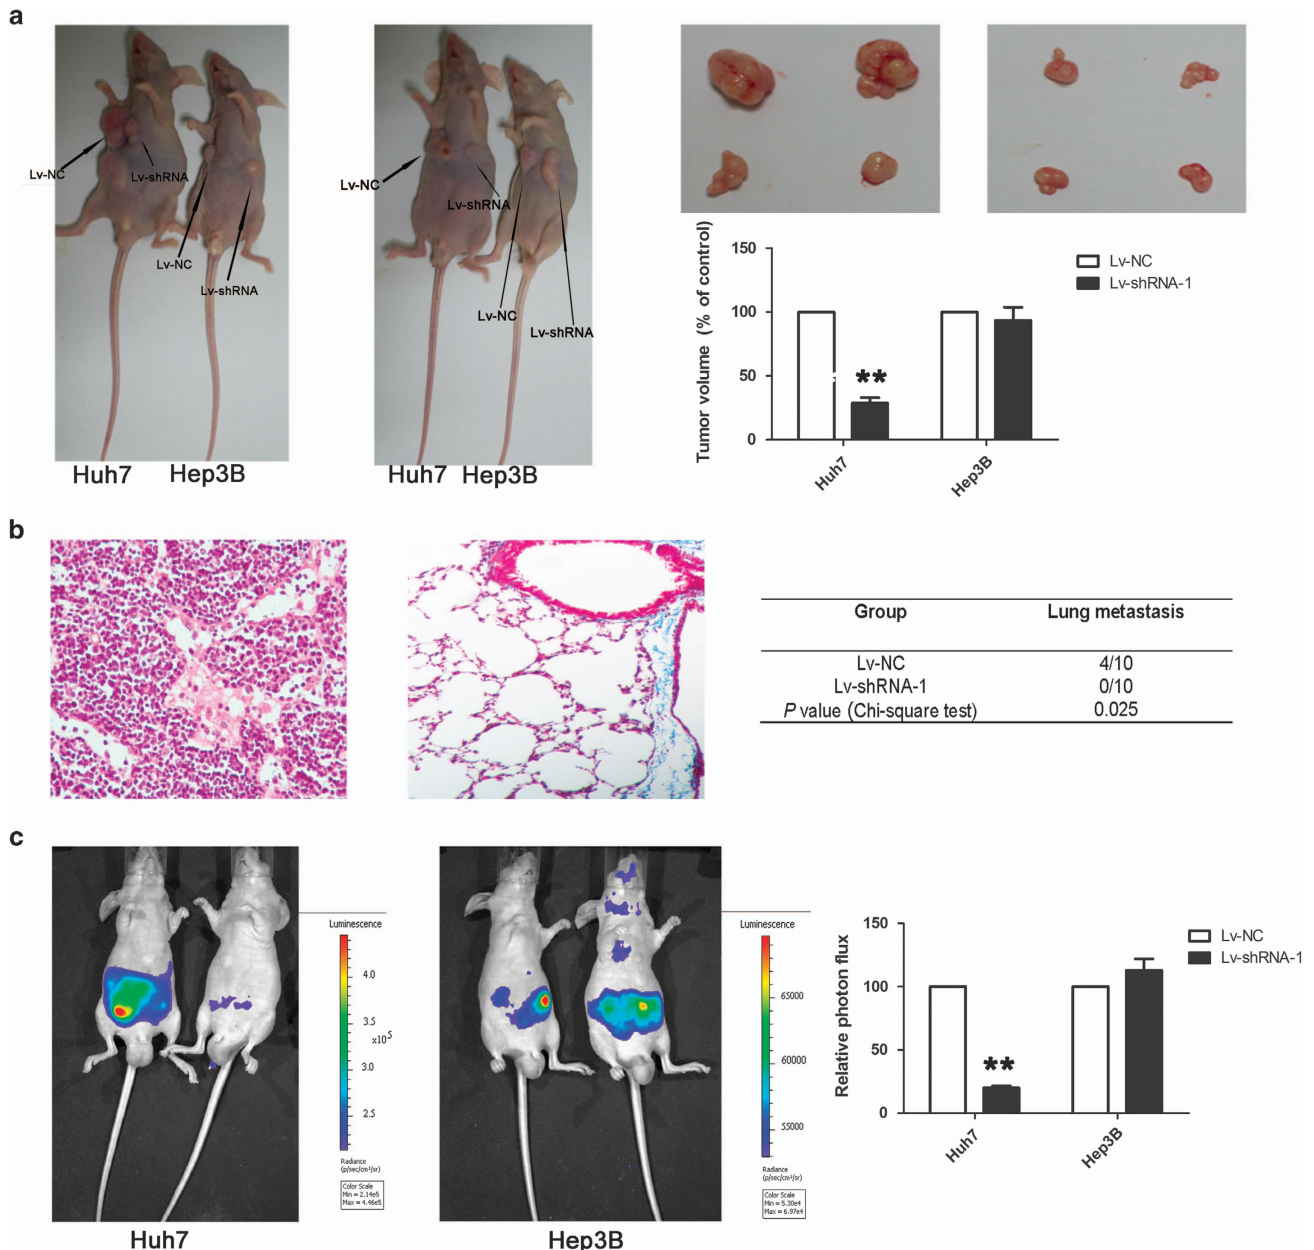 a
Lv-NC
Lv-shRNA
Lv-NC
Lv-shRNA
Huh7 Hep3B
Lv-NC
Lv-shRNA
Lv-NC
Lv-shRNA
Huh7 Hep3B
Tumor volume (% of control)
150
100
50
0
**
Huh7
Hep3B
Lv-NC
Lv-shRNA-1
b
Group Lung metastasis
Lv-NC 4/10
Lv-shRNA-1 0/10
P value (Chi-square test) 0.025
c
Luminescence
4.0
3.5
x10^5
3.0
2.5
Radiance
(p/sec/cm²/sr)
Color Scale
Min = 2.14e5
Max = 4.46e5
Huh7
Luminescence
65000
60000
55000
Radiance
(p/sec/cm²/sr)
Color Scale
Min = 5.30e4
Max = 6.97e4
Hep3B
Relative photon flux
150
100
50
0
**
Huh7
Hep3B
Lv-NC
Lv-shRNA-1